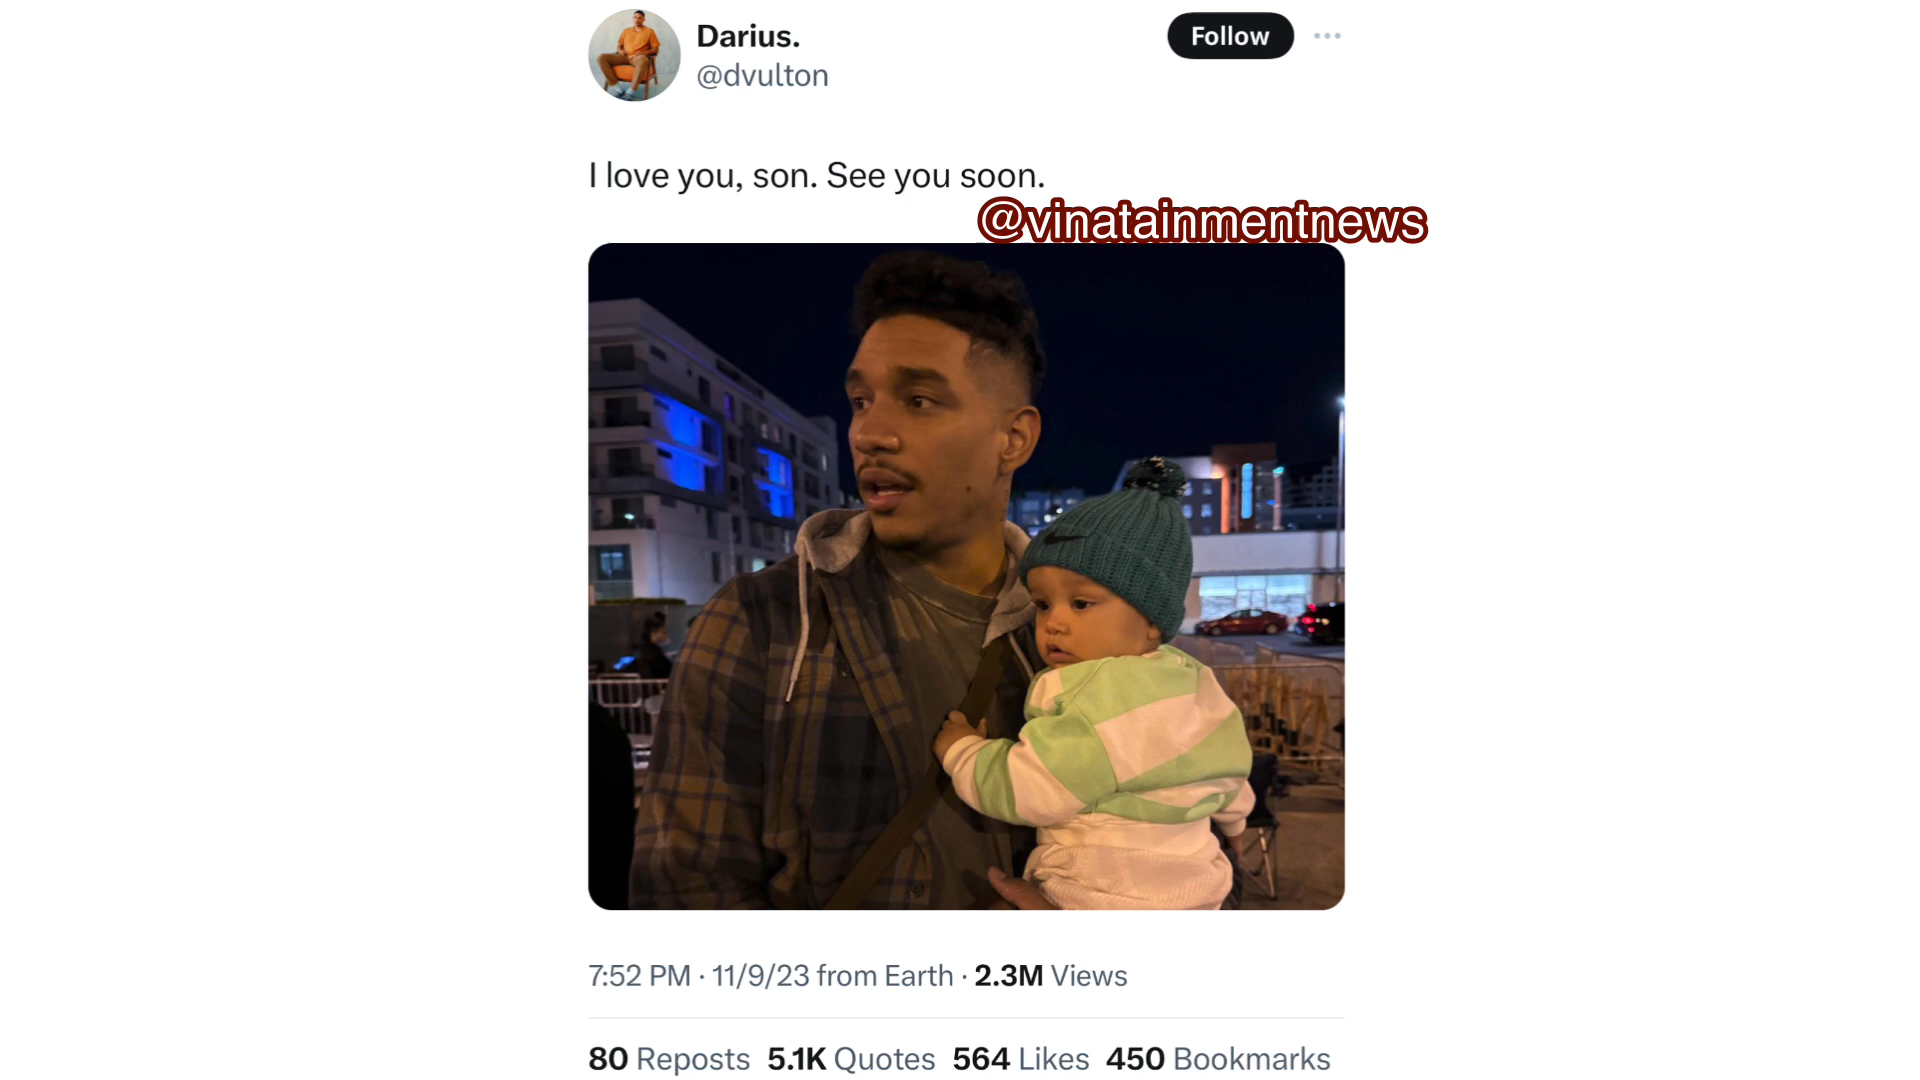 Darius.
Follow
@dvulton
I love you, son. See you soon.
@vinatainmentnews
7:52 PM · 11/9/23 from Earth · 2.3M Views
80 Reposts 5.1K Quotes 564 Likes 450 Bookmarks